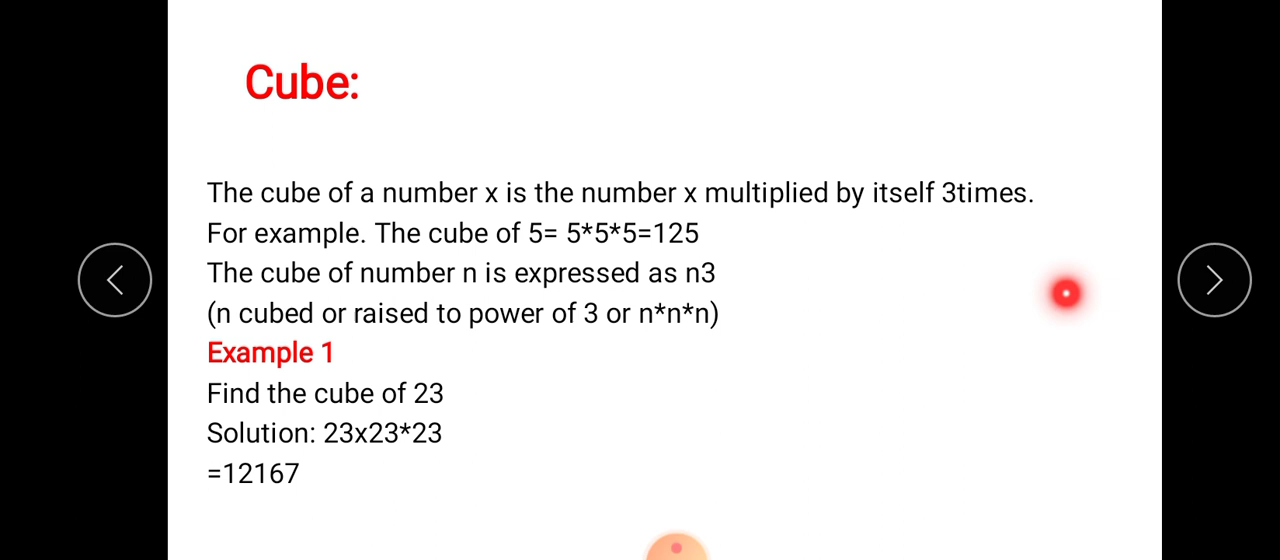 Cube:
The cube of a number x is the number x multiplied by itself 3times.
For example. The cube of 5= 5*5*5=125
The cube of number n is expressed as n3
(n cubed or raised to power of 3 or n*n*n)
Example 1
Find the cube of 23
Solution: 23x23*23
=12167